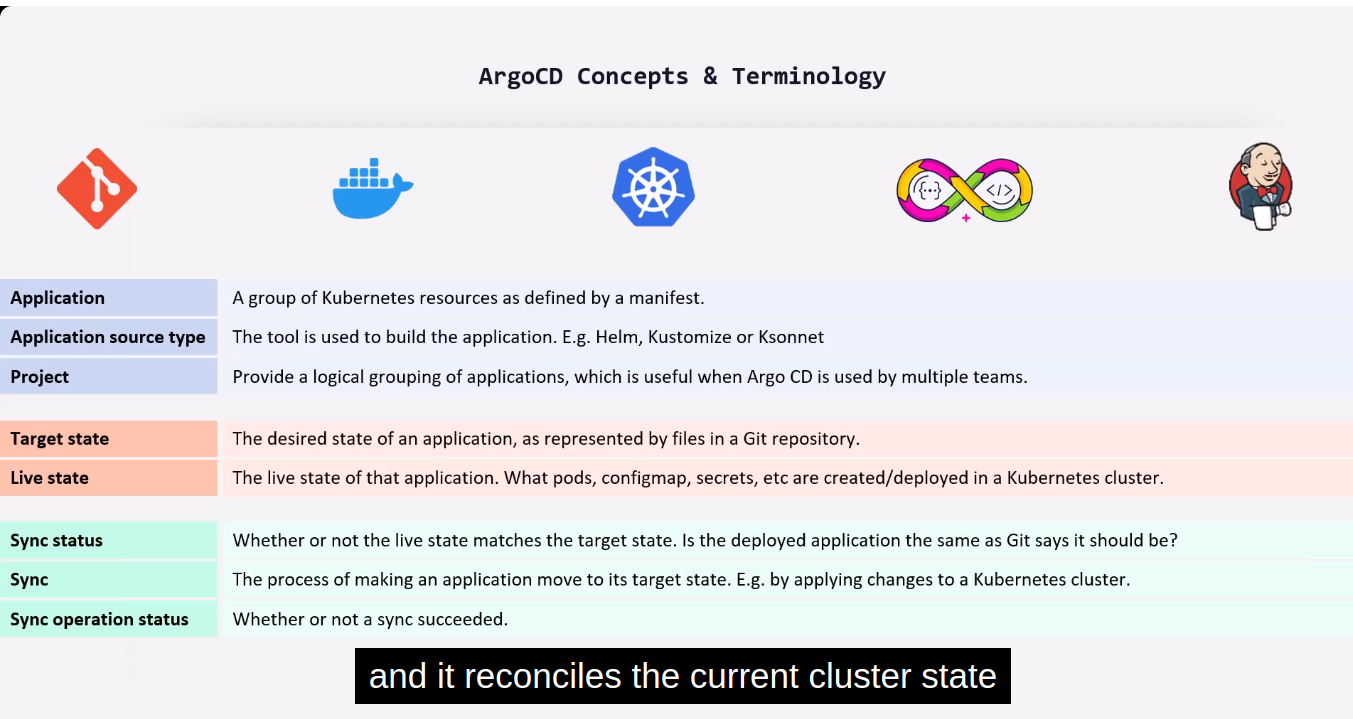 ArgoCD Concepts & Terminology
{...} </>
Application A group of Kubernetes resources as defined by a manifest.
Application source type The tool is used to build the application. E.g. Helm, Kustomize or Ksonnet
Project Provide a logical grouping of applications, which is useful when Argo CD is used by multiple teams.
Target state The desired state of an application, as represented by files in a Git repository.
Live state The live state of that application. What pods, configmap, secrets, etc are created/deployed in a Kubernetes cluster.
Sync status Whether or not the live state matches the target state. Is the deployed application the same as Git says it should be?
Sync The process of making an application move to its target state. E.g. by applying changes to a Kubernetes cluster.
Sync operation status Whether or not a sync succeeded.
and it reconciles the current cluster state